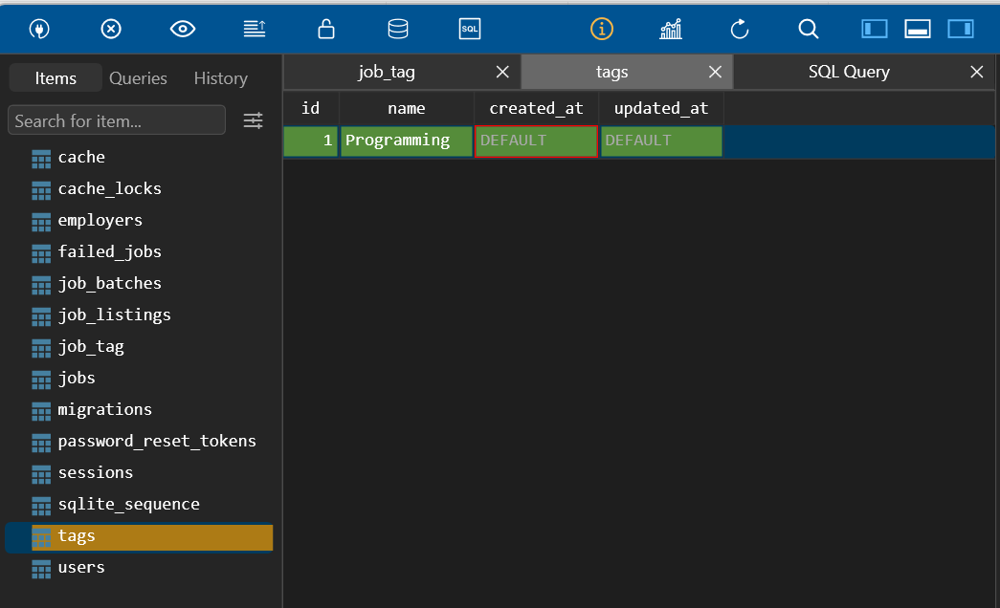 SQL
job_tag
tags
SQL Query
Items
Queries
History
Search for item...
cache
cache_locks
employers
failed_jobs
job_batches
job_listings
job_tag
jobs
migrations
password_reset_tokens
sessions
sqlite_sequence
tags
users
id name created_at updated_at
1 Programming DEFAULT DEFAULT